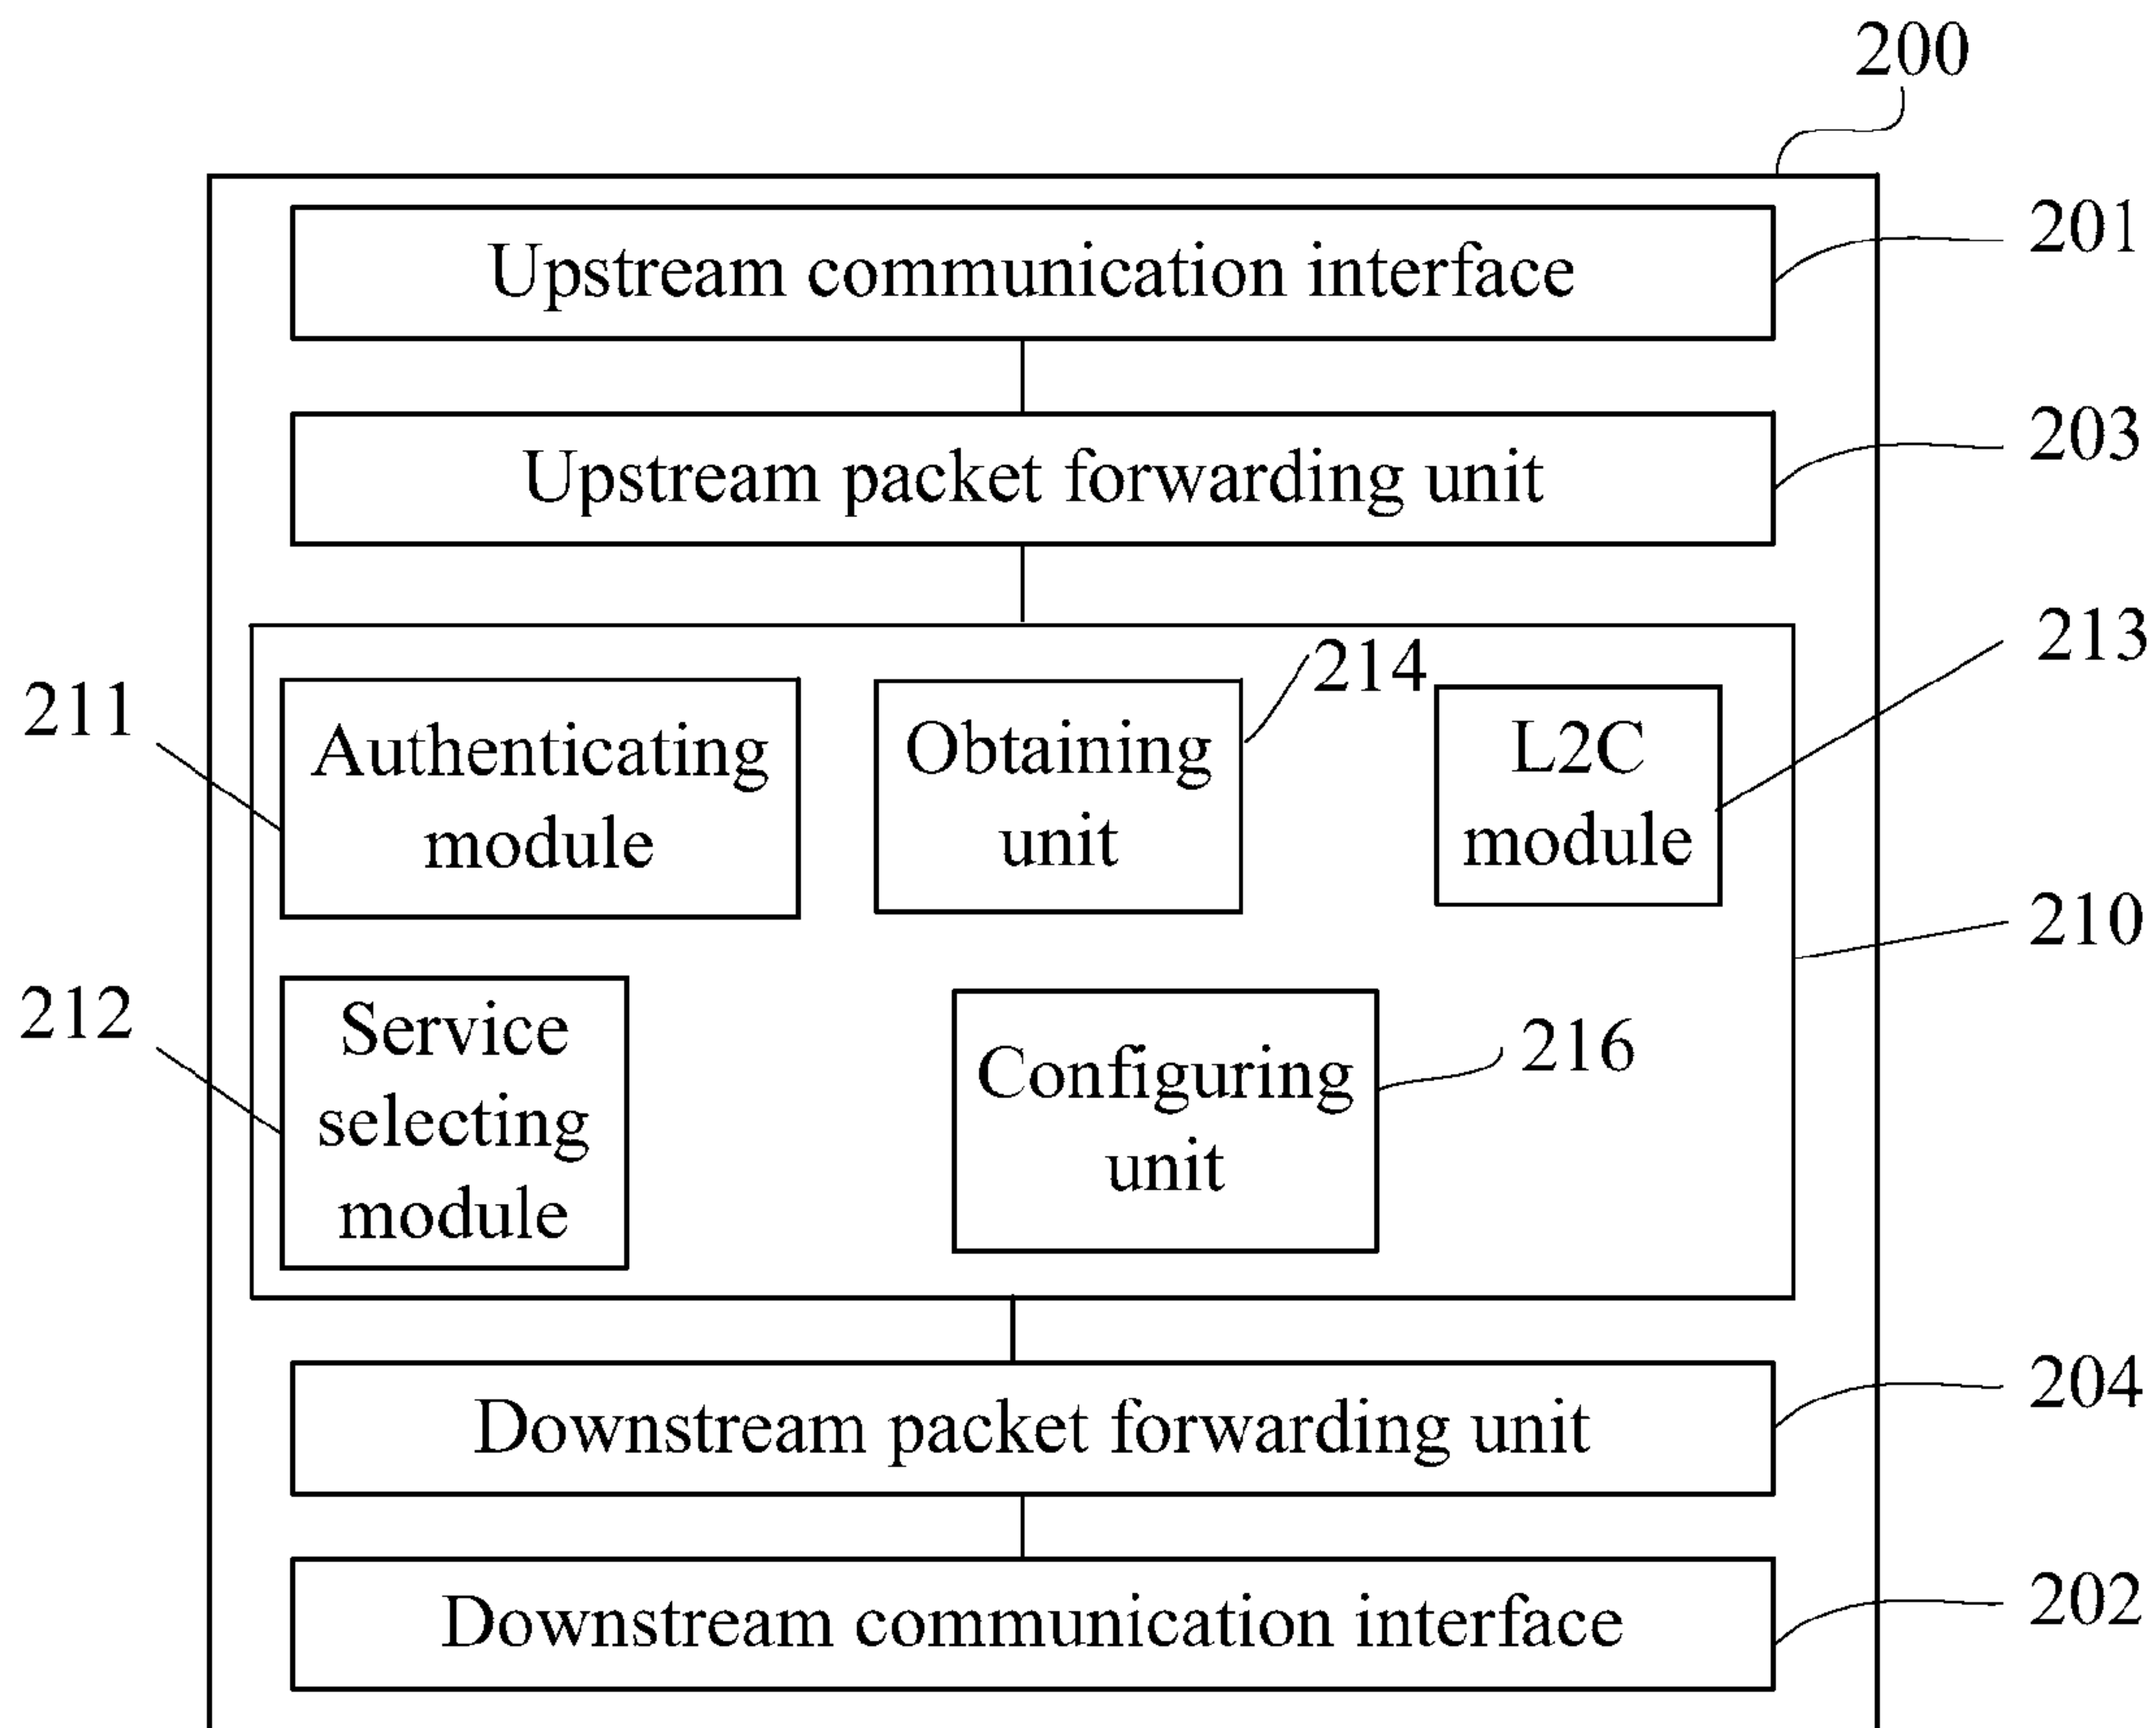 200
Upstream communication interface
201
Upstream packet forwarding unit
203
211
Authenticating
module
Obtaining
unit
214
L2C
module
213
210
212
Service
selecting
module
Configuring
unit
216
Downstream packet forwarding unit
204
Downstream communication interface
202